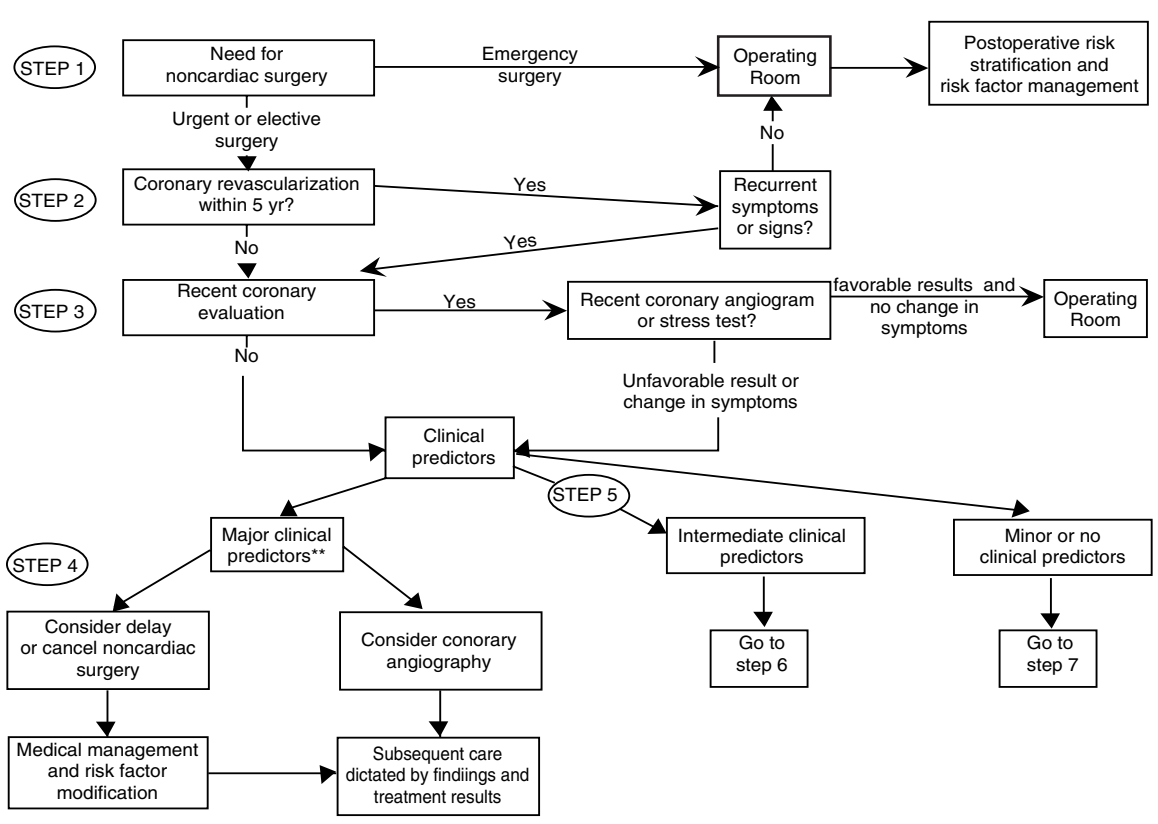 STEP 1
Need for
noncardiac surgery
Emergency
surgery
Operating
Room
Postoperative risk
stratification and
risk factor management
Urgent or elective
surgery
No
STEP 2
Coronary revascularization
within 5 yr?
Yes
Recurrent
symptoms
or signs?
No
Yes
STEP 3
Recent coronary
evaluation
Yes
Recent coronary angiogram
or stress test?
favorable results and
no change in
symptoms
Operating
Room
No
Unfavorable result or
change in symptoms
Clinical
predictors
STEP 5
Major clinical
predictors**
Intermediate clinical
predictors
Minor or no
clinical predictors
STEP 4
Consider delay
or cancel noncardiac
surgery
Consider conorary
angiography
Go to
step 6
Go to
step 7
Medical management
and risk factor
modification
Subsequent care
dictated by findiings and
treatment results